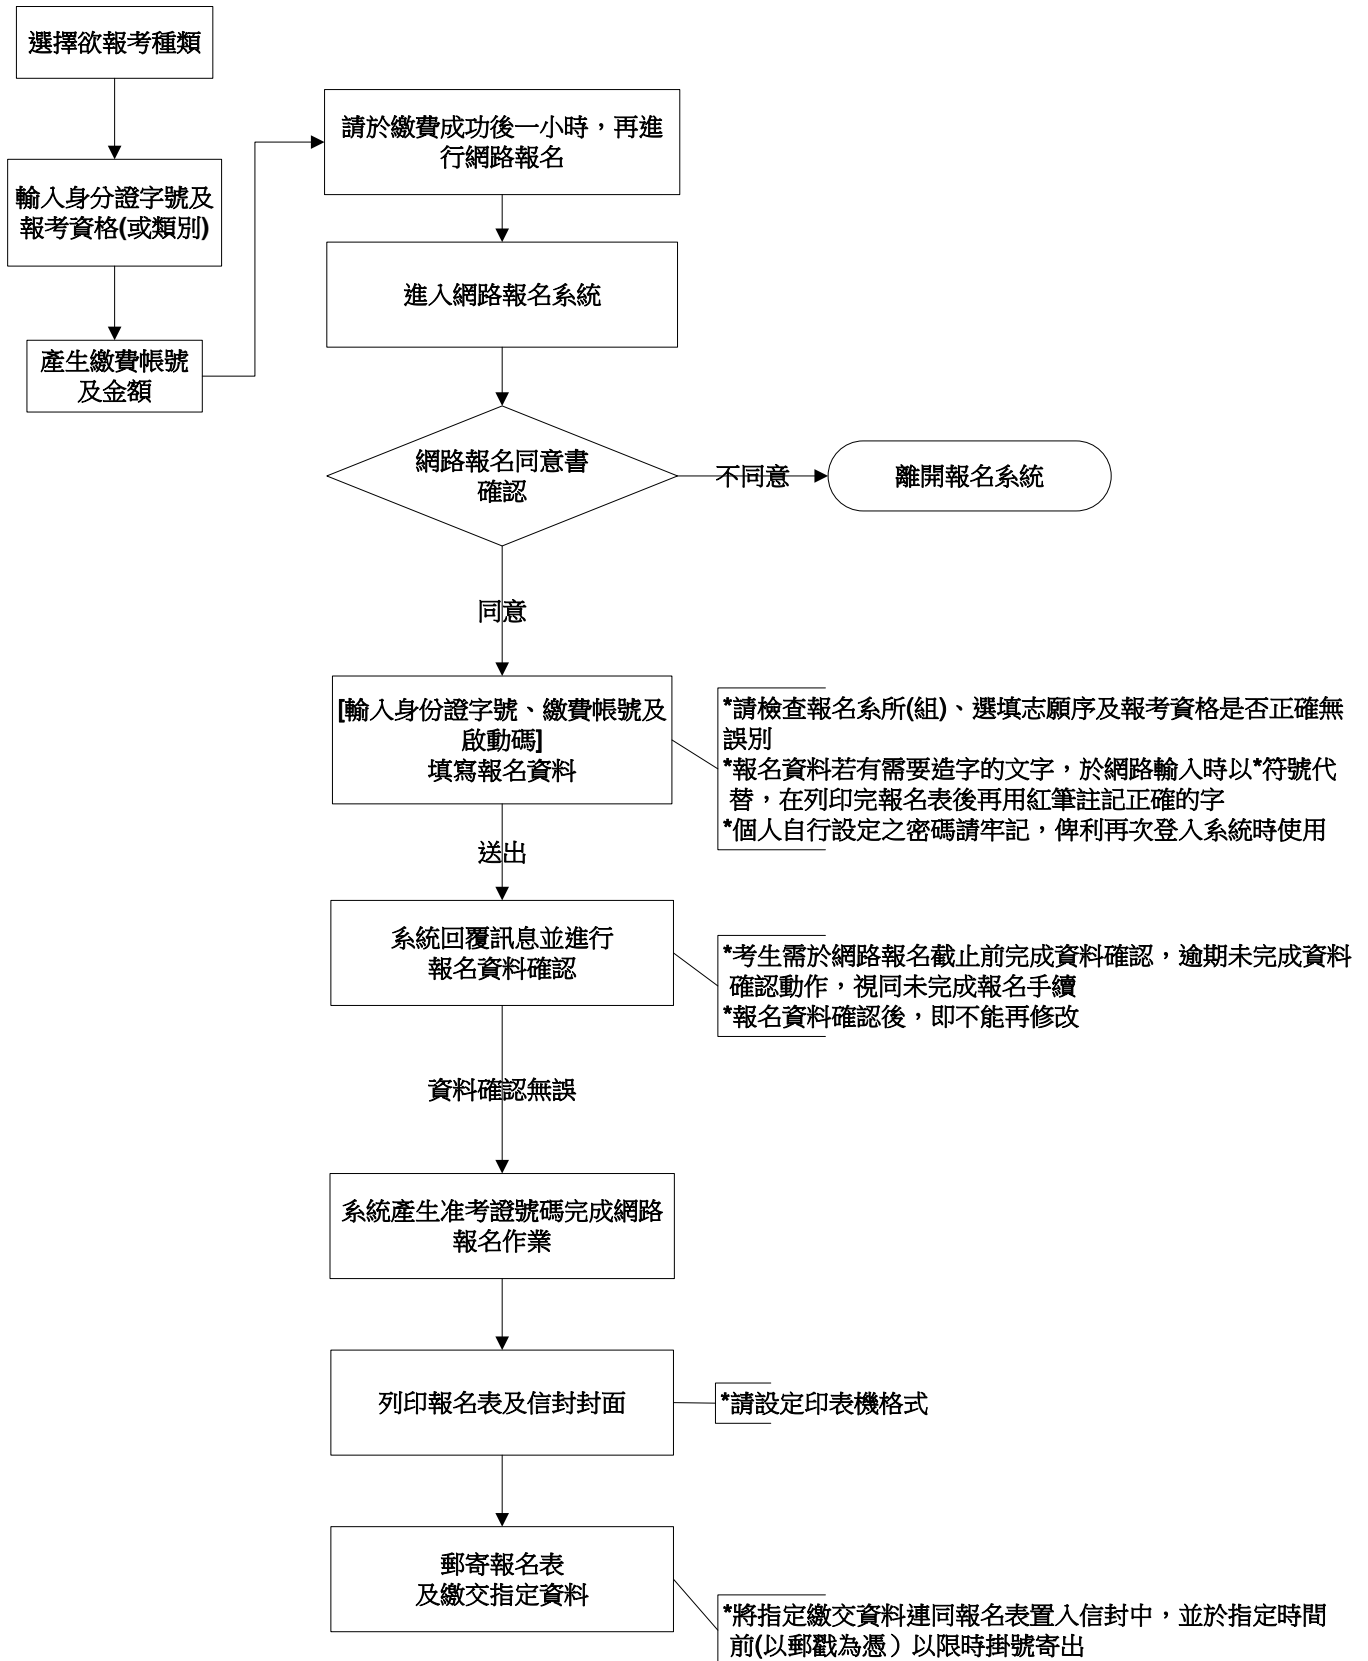 選擇欲報考種類
輸入身分證字號及
報考資格(或類別)
產生繳費帳號
及金額
請於繳費成功後一小時，再進
行網路報名
進入網路報名系統
網路報名同意書
確認
不同意
離開報名系統
同意
[輸入身份證字號、繳費帳號及
啟動碼]
填寫報名資料
*請檢查報名系所(組)、選填志願序及報考資格是否正確無
誤別
*報名資料若有需要造字的文字，於網路輸入時以*符號代
替，在列印完報名表後再用紅筆註記正確的字
*個人自行設定之密碼請牢記，俾利再次登入系統時使用
送出
系統回覆訊息並進行
報名資料確認
*考生需於網路報名截止前完成資料確認，逾期未完成資料
確認動作，視同未完成報名手續
*報名資料確認後，即不能再修改
資料確認無誤
系統產生准考證號碼完成網路
報名作業
列印報名表及信封封面
*請設定印表機格式
郵寄報名表
及繳交指定資料
*將指定繳交資料連同報名表置入信封中，並於指定時間
前(以郵戳為憑）以限時掛號寄出